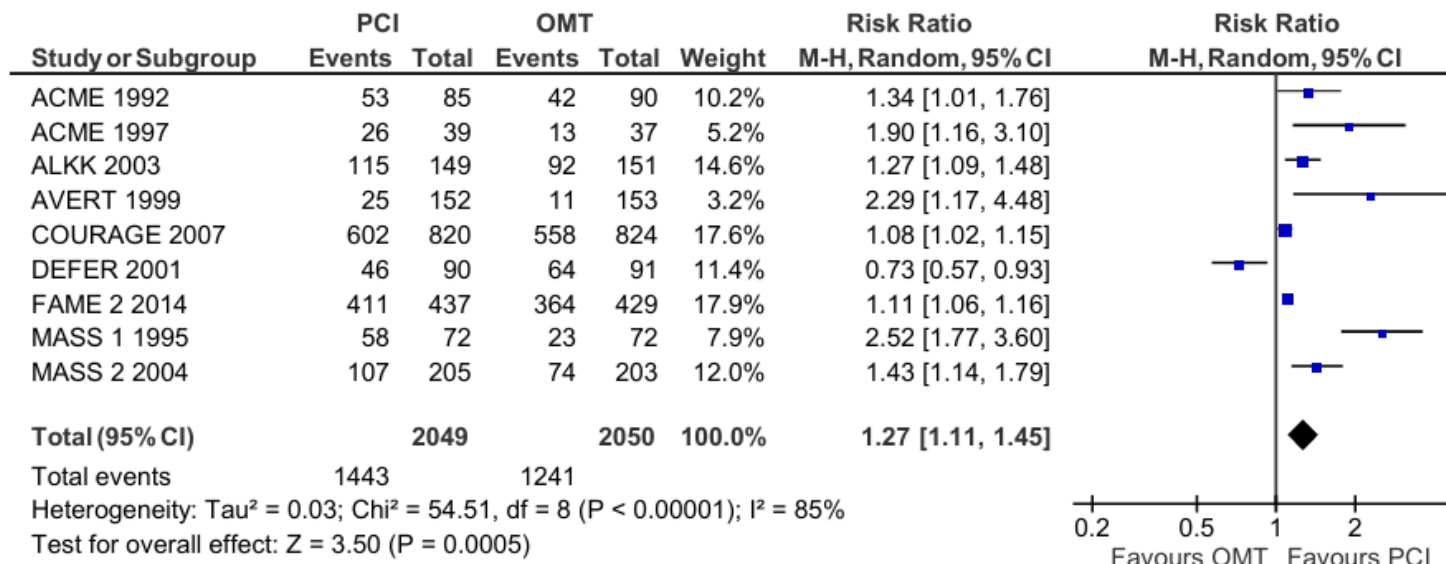 PCI OMT Risk Ratio Risk Ratio
Study or Subgroup Events Total Events Total Weight M-H, Random, 95% CI M-H, Random, 95% CI
ACME 1992 53 85 42 90 10.2% 1.34 [1.01, 1.76]
ACME 1997 26 39 13 37 5.2% 1.90 [1.16, 3.10]
ALKK 2003 115 149 92 151 14.6% 1.27 [1.09, 1.48]
AVERT 1999 25 152 11 153 3.2% 2.29 [1.17, 4.48]
COURAGE 2007 602 820 558 824 17.6% 1.08 [1.02, 1.15]
DEFER 2001 46 90 64 91 11.4% 0.73 [0.57, 0.93]
FAME 2 2014 411 437 364 429 17.9% 1.11 [1.06, 1.16]
MASS 1 1995 58 72 23 72 7.9% 2.52 [1.77, 3.60]
MASS 2 2004 107 205 74 203 12.0% 1.43 [1.14, 1.79]
Total (95% CI) 2049 2050 100.0% 1.27 [1.11, 1.45]
Total events 1443 1241
Heterogeneity: Tau² = 0.03; Chi² = 54.51, df = 8 (P < 0.00001); I² = 85%
Test for overall effect: Z = 3.50 (P = 0.0005)
0.2 0.5 1 2
Favours OMT Favours PCI